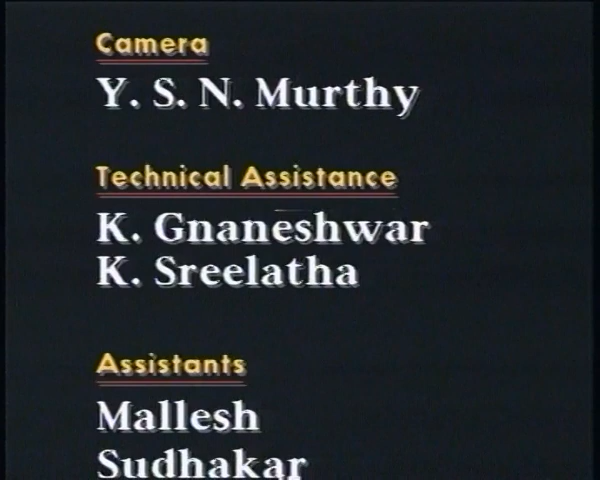 Camera
Y. S. N. Murthy
Technical Assistance
K. Gnaneshwar
K. Sreelatha
Assistants
Mallesh
Sudhakar